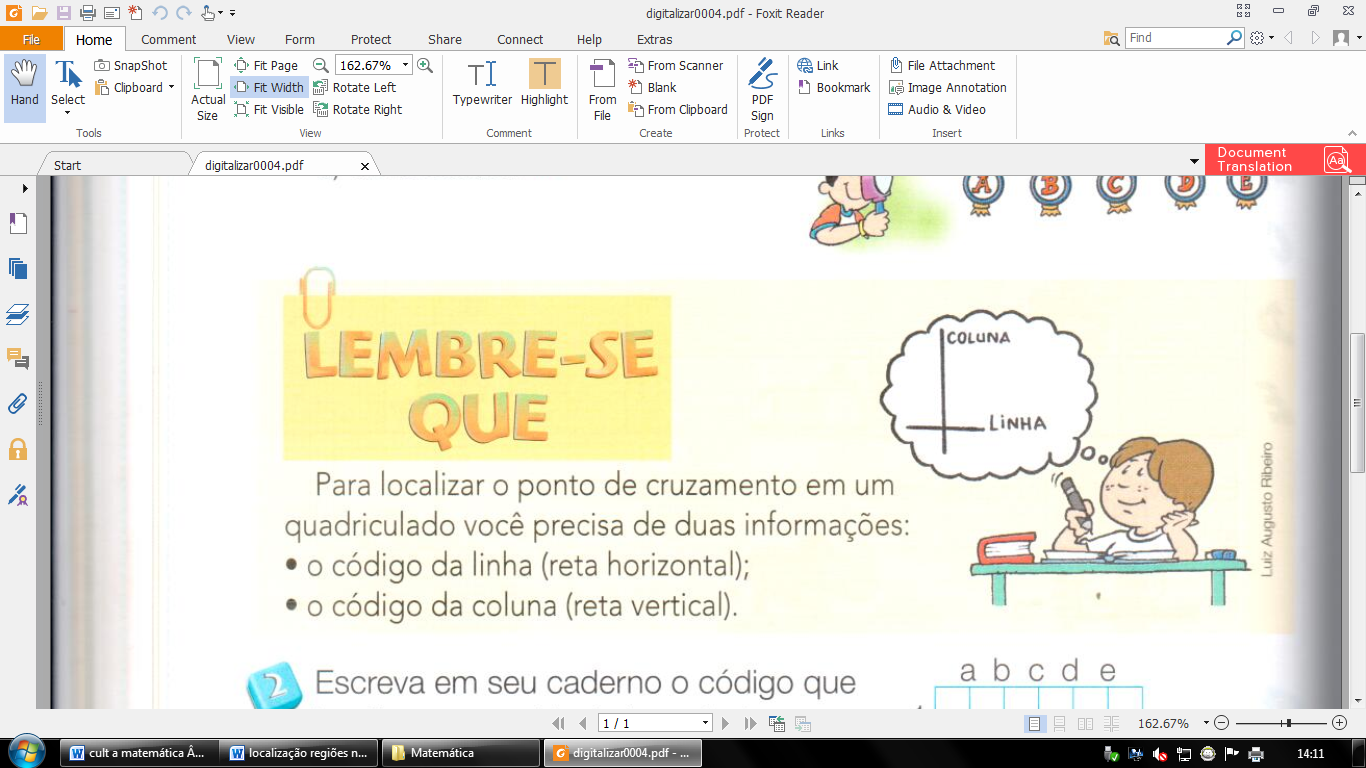 digitalizar0004.pdf - Foxit Reader
File Home Comment View Form Protect Share Connect Help Extras Find
Hand
Select
SnapShot
Clipboard
Tools
Actual Size
Fit Page
Fit Width
Fit Visible
162.67%
Rotate Left
Rotate Right
View
Typewriter
Highlight
Comment
From File
From Scanner
Blank
From Clipboard
Create
PDF Sign
Protect
Link
Bookmark
Links
File Attachment
Image Annotation
Audio & Video
Insert
Start
digitalizar0004.pdf
Document
Translation
A B C D E
LEMBRE-SE
QUE
COLUNA
LINHA
Para localizar o ponto de cruzamento em um
quadriculado você precisa de duas informações:
• o código da linha (reta horizontal);
• o código da coluna (reta vertical).
Luiz Augusto Ribeiro
2 Escreva em seu caderno o código que
a b c d e
1 / 1
162.67%
cult a matemática Â...
localização regiões n...
Matemática
digitalizar0004.pdf - ...
14:11